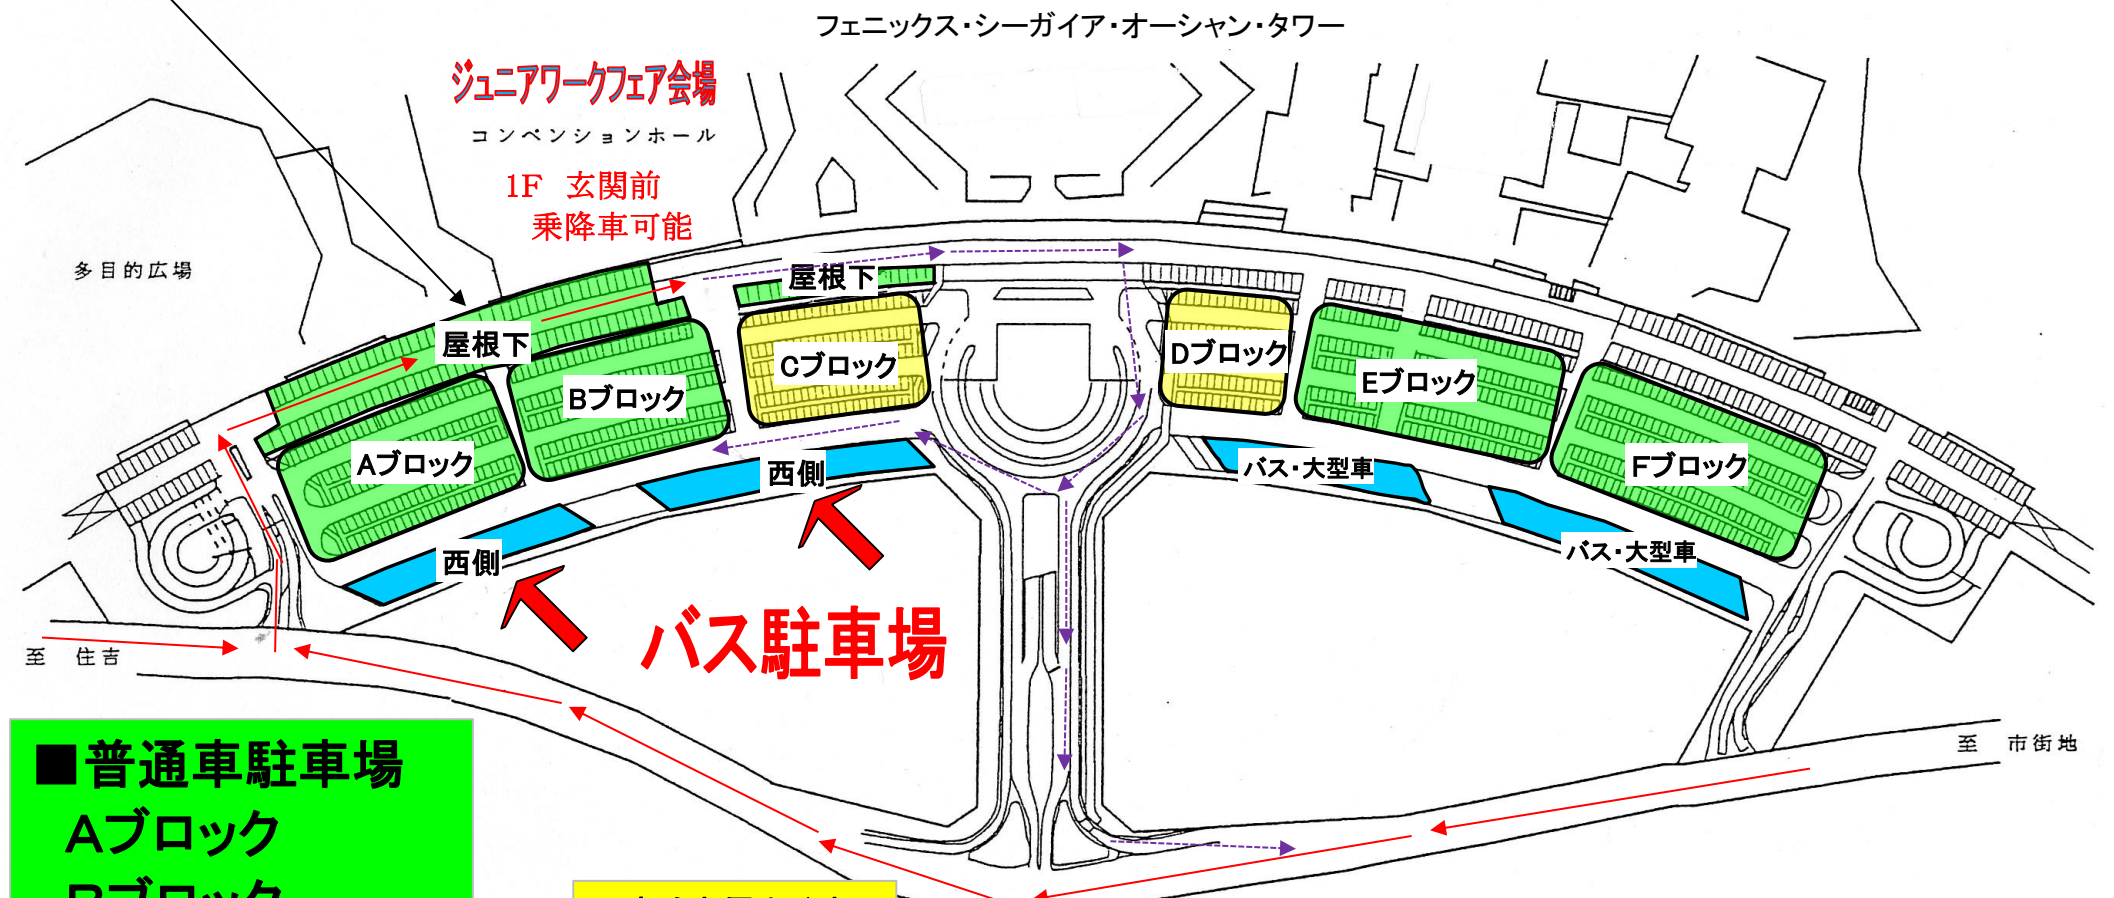 フェニックス・シーガイア・オーシャン・タワー
ジュニアワークフェア会場
コンベンションホール
1F 玄関前
乗降車可能
多目的広場
屋根下
屋根下
Aブロック
Bブロック
Cブロック
Dブロック
Eブロック
Fブロック
西側
西側
バス・大型車
バス・大型車
バス駐車場
至 住吉
至 市街地
■普通車駐車場
Aブロック
Bブロック